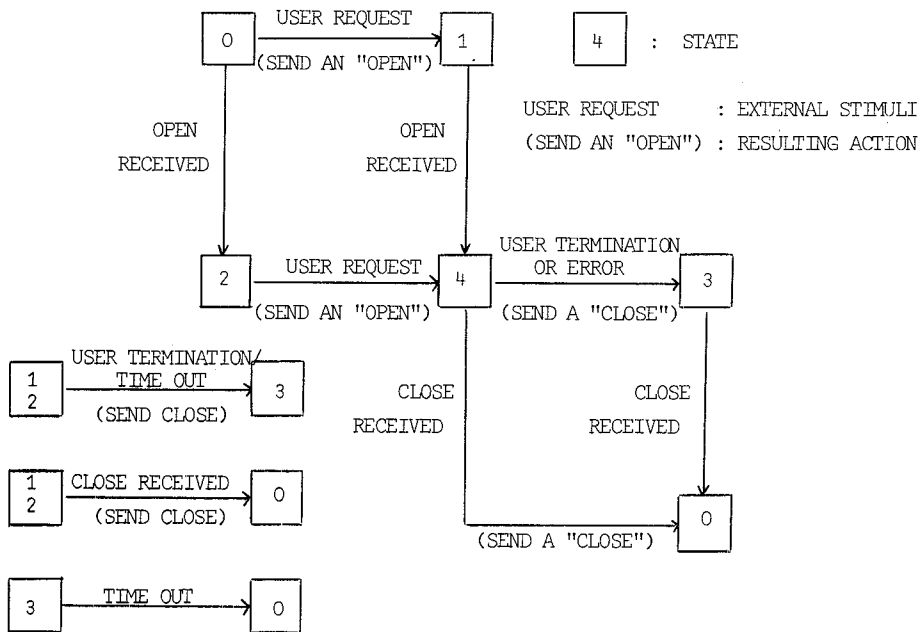 USER REQUEST
0
1
(SEND AN "OPEN")
4 : STATE
USER REQUEST : EXTERNAL STIMULI
(SEND AN "OPEN") : RESULTING ACTION
OPEN
RECEIVED
OPEN
RECEIVED
2
USER REQUEST
(SEND AN "OPEN")
4
USER TERMINATION
OR ERROR
(SEND A "CLOSE")
3
1
2
USER TERMINATION/
TIME OUT
(SEND CLOSE)
3
CLOSE
RECEIVED
CLOSE
RECEIVED
1
2
CLOSE RECEIVED
(SEND CLOSE)
0
(SEND A "CLOSE")
0
3
TIME OUT
0